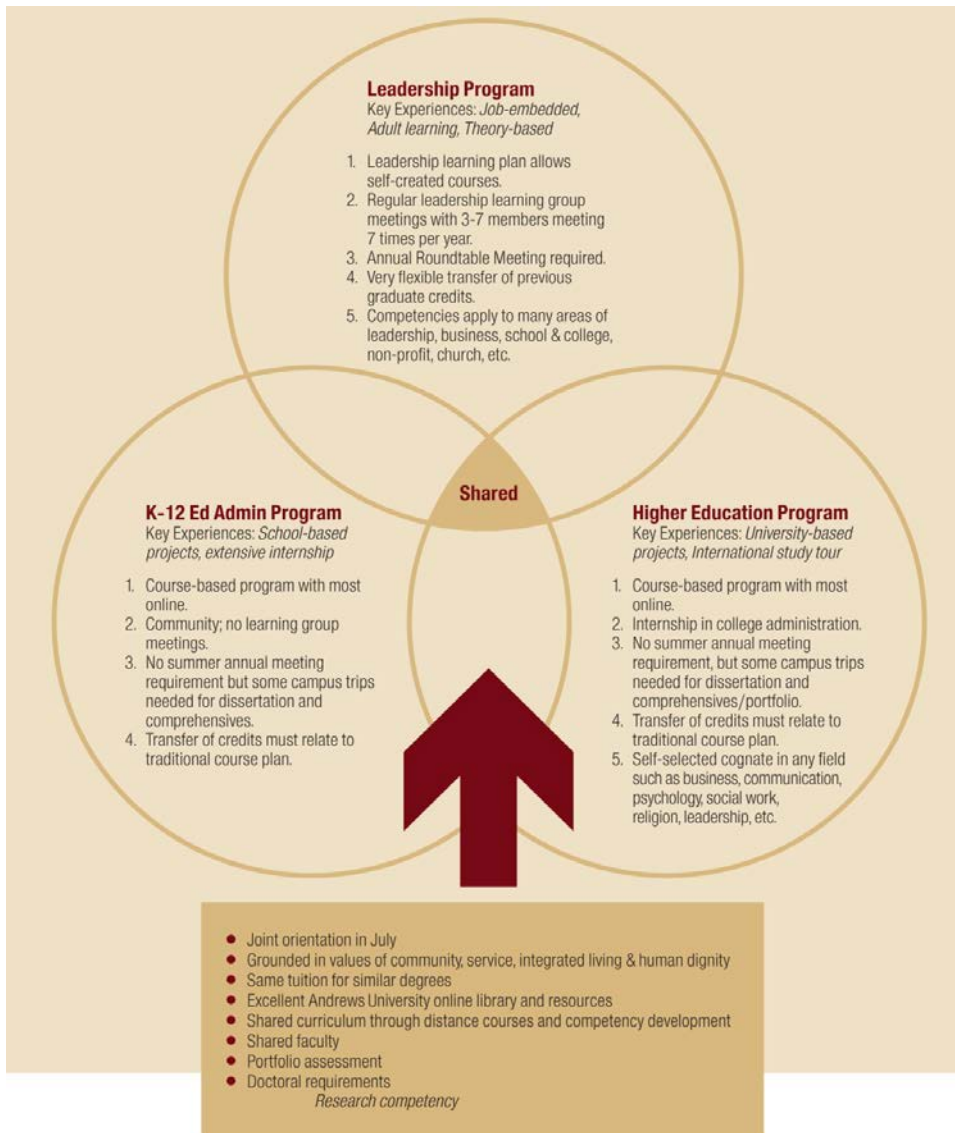 Leadership Program
Key Experiences: Job-embedded,
Adult learning, Theory-based
1. Leadership learning plan allows
self-created courses.
2. Regular leadership learning group
meetings with 3-7 members meeting
7 times per year.
3. Annual Roundtable Meeting required.
4. Very flexible transfer of previous
graduate credits.
5. Competencies apply to many areas of
leadership, business, school & college,
non-profit, church, etc.
Shared
K-12 Ed Admin Program
Key Experiences: School-based
projects, extensive internship
1. Course-based program with most
online.
2. Community; no learning group
meetings.
3. No summer annual meeting
requirement but some campus trips
needed for dissertation and
comprehensives.
4. Transfer of credits must relate to
traditional course plan.
Higher Education Program
Key Experiences: University-based
projects, International study tour
1. Course-based program with most
online.
2. Internship in college administration.
3. No summer annual meeting
requirement, but some campus trips
needed for dissertation and
comprehensives/portfolio.
4. Transfer of credits must relate to
traditional course plan.
5. Self-selected cognate in any field
such as business, communication,
psychology, social work,
religion, leadership, etc.
• Joint orientation in July
• Grounded in values of community, service, integrated living & human dignity
• Same tuition for similar degrees
• Excellent Andrews University online library and resources
• Shared curriculum through distance courses and competency development
• Shared faculty
• Portfolio assessment
• Doctoral requirements
Research competency